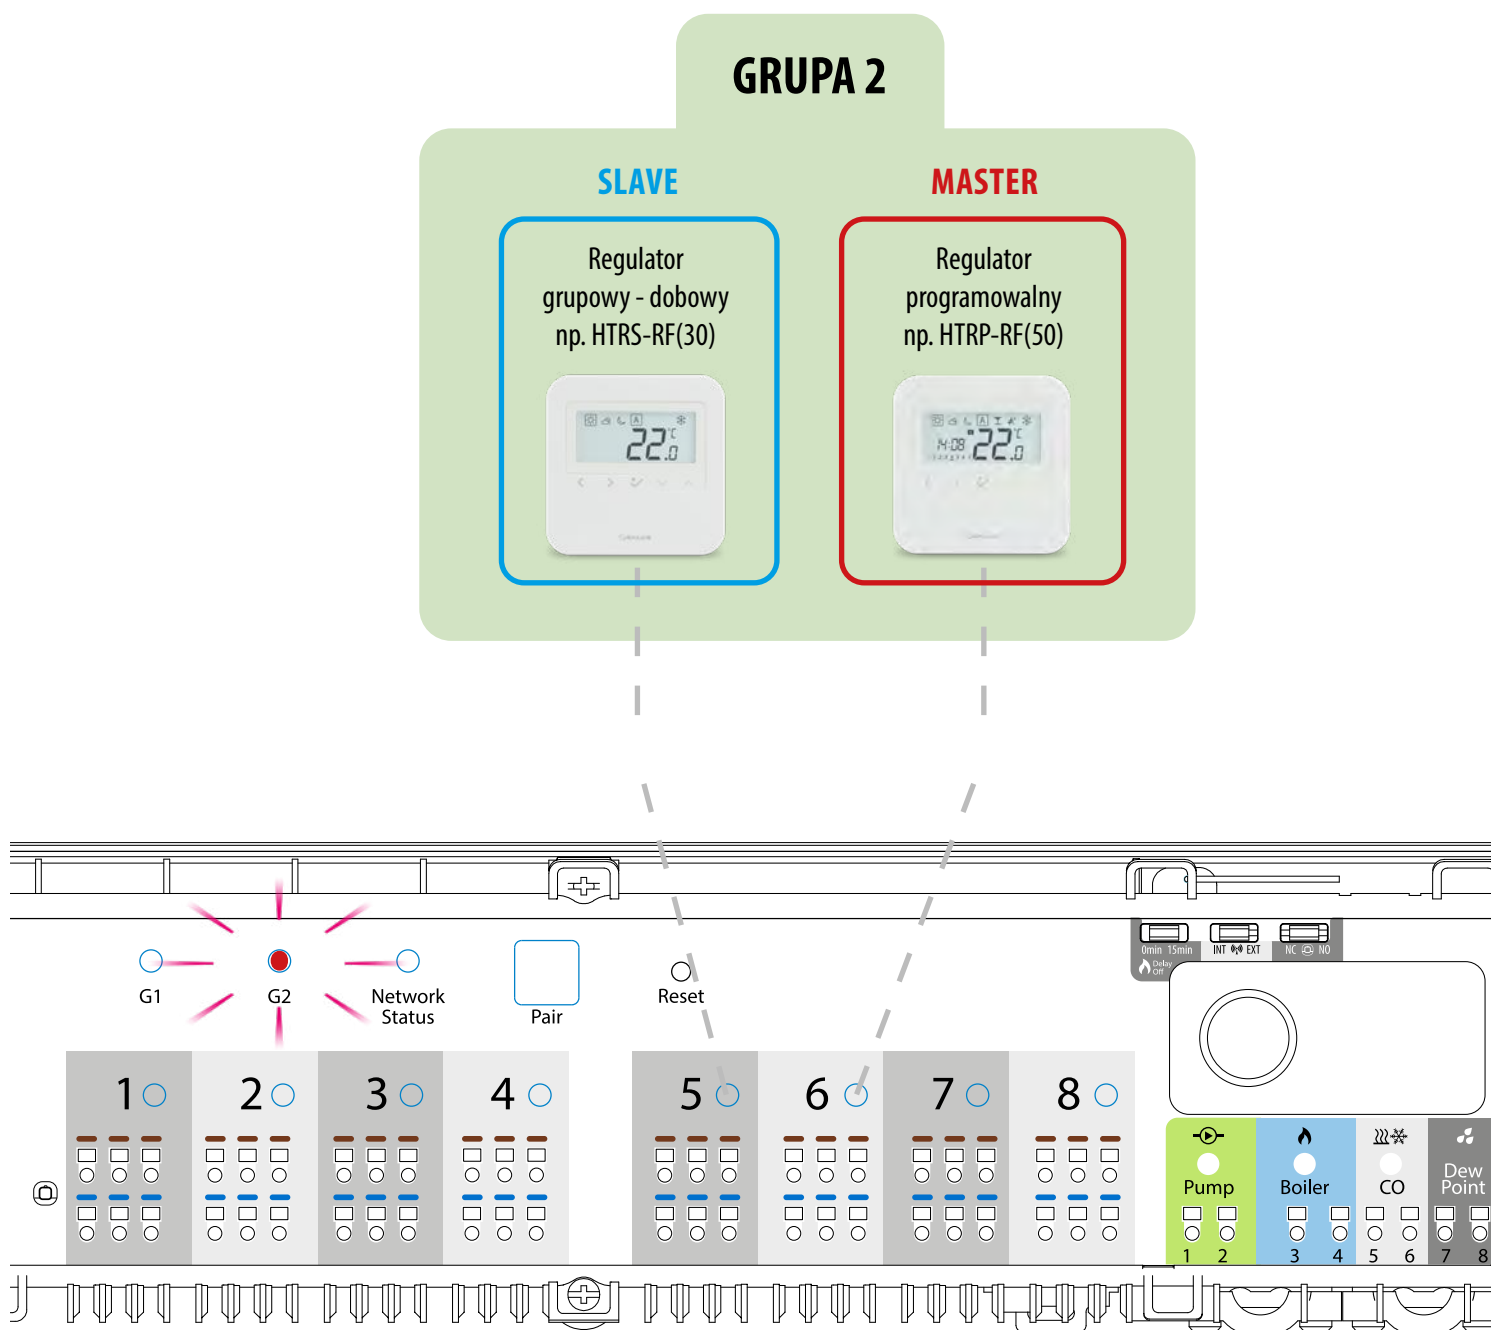 GRUPA 2
SLAVE
MASTER
Regulator
grupowy - dobowy
np. HTRS-RF(30)
Regulator
programowalny
np. HTRP-RF(50)
22.0 °C
14:08 22.0 °C
0min 15min
INT EXT
NC NO
Delay
Off
G1
G2
Network
Status
Pair
Reset
1 2 3 4 5 6 7 8
Pump
Boiler
CO
Dew
Point
1 2 3 4 5 6 7 8